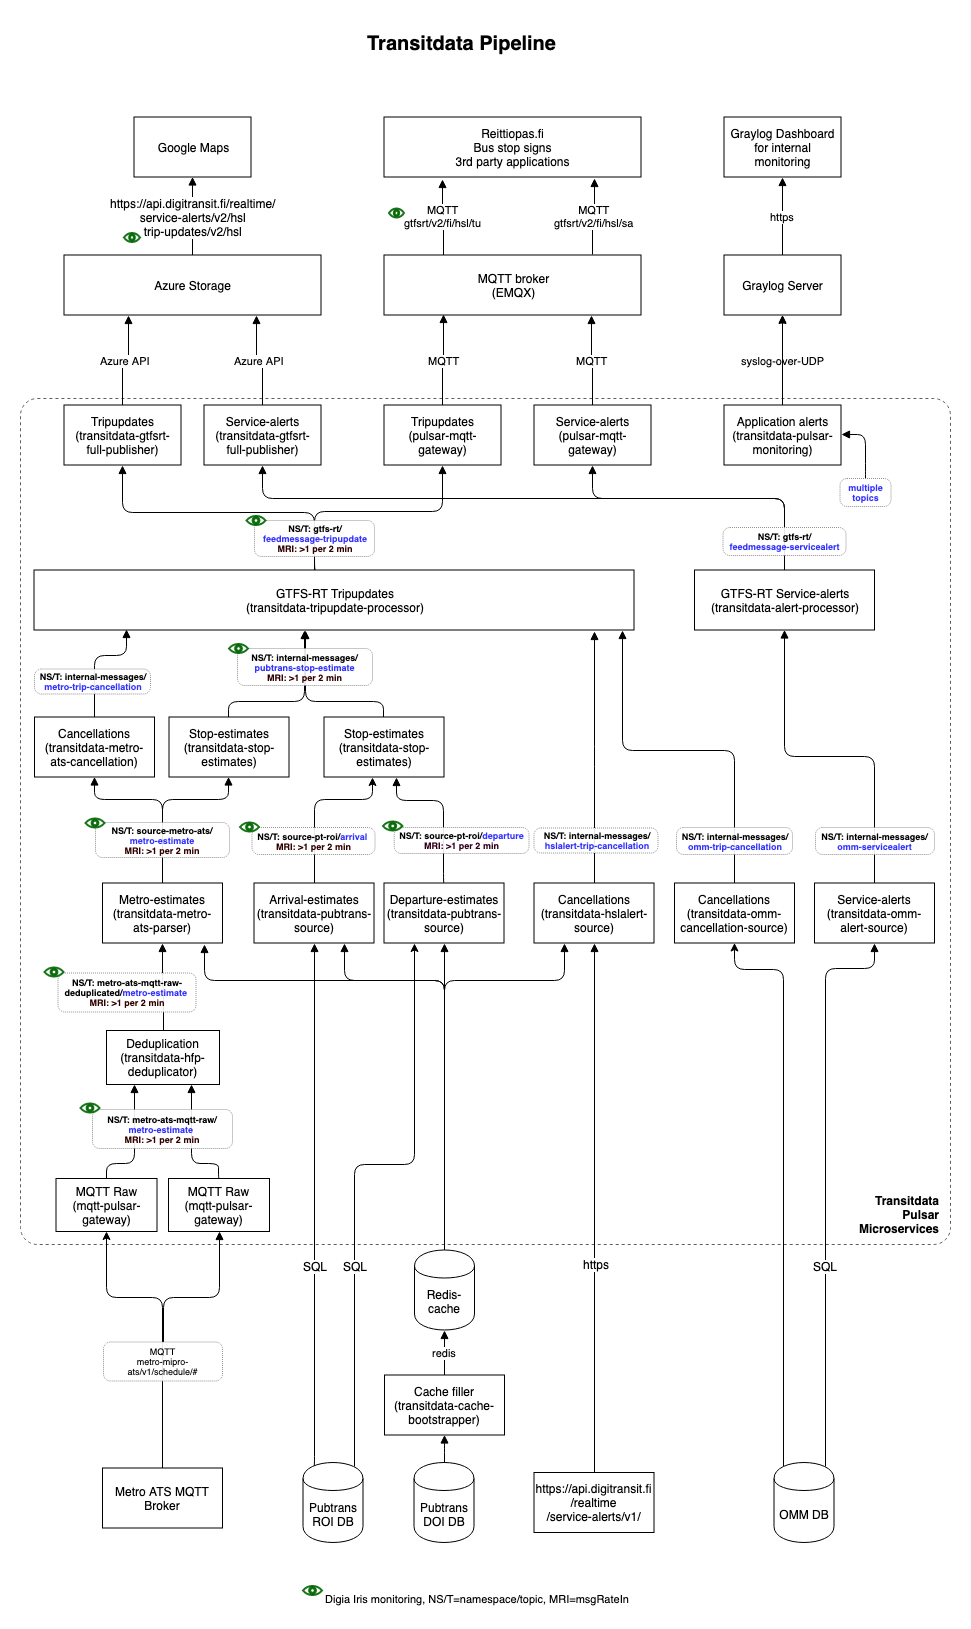 Transitdata Pipeline
Google Maps
Reittiopas.fi
Bus stop signs
3rd party applications
Graylog Dashboard
for internal
monitoring
https://api.digitransit.fi/realtime/
service-alerts/v2/hsl
trip-updates/v2/hsl
MQTT
gtfsrt/v2/fi/hsl/tu
MQTT
gtfsrt/v2/fi/hsl/sa
https
Azure Storage
MQTT broker
(EMQX)
Graylog Server
Azure API
Azure API
MQTT
MQTT
syslog-over-UDP
Tripupdates
(transitdata-gtfsrt-
full-publisher)
Service-alerts
(transitdata-gtfsrt-
full-publisher)
Tripupdates
(pulsar-mqtt-
gateway)
Service-alerts
(pulsar-mqtt-
gateway)
Application alerts
(transitdata-pulsar-
monitoring)
multiple
topics
NS/T: gtfs-rt/
feedmessage-tripupdate
MRI: >1 per 2 min
NS/T: gtfs-rt/
feedmessage-servicealert
GTFS-RT Tripupdates
(transitdata-tripupdate-processor)
GTFS-RT Service-alerts
(transitdata-alert-processor)
NS/T: internal-messages/
metro-trip-cancellation
NS/T: internal-messages/
pubtrans-stop-estimate
MRI: >1 per 2 min
Cancellations
(transitdata-metro-
ats-cancellation)
Stop-estimates
(transitdata-stop-
estimates)
Stop-estimates
(transitdata-stop-
estimates)
NS/T: source-metro-ats/
metro-estimate
MRI: >1 per 2 min
NS/T: source-pt-roi/arrival
MRI: >1 per 2 min
NS/T: source-pt-roi/departure
MRI: >1 per 2 min
NS/T: internal-messages/
hslalert-trip-cancellation
NS/T: internal-messages/
omm-trip-cancellation
NS/T: internal-messages/
omm-servicealert
Metro-estimates
(transitdata-metro-
ats-parser)
Arrival-estimates
(transitdata-pubtrans-
source)
Departure-estimates
(transitdata-pubtrans-
source)
Cancellations
(transitdata-hslalert-
source)
Cancellations
(transitdata-omm-
cancellation-source)
Service-alerts
(transitdata-omm-
alert-source)
NS/T: metro-ats-mqtt-raw-
deduplicated/metro-estimate
MRI: >1 per 2 min
Deduplication
(transitdata-hfp-
deduplicator)
NS/T: metro-ats-mqtt-raw/
metro-estimate
MRI: >1 per 2 min
MQTT Raw
(mqtt-pulsar-
gateway)
MQTT Raw
(mqtt-pulsar-
gateway)
Transitdata
Pulsar
Microservices
SQL
SQL
https
SQL
Redis-
cache
MQTT
metro-mipro-
ats/v1/schedule/#
redis
Cache filler
(transitdata-cache-
bootstrapper)
Metro ATS MQTT
Broker
Pubtrans
ROI DB
Pubtrans
DOI DB
https://api.digitransit.fi
/realtime
/service-alerts/v1/
OMM DB
Digia Iris monitoring, NS/T=namespace/topic, MRI=msgRateIn